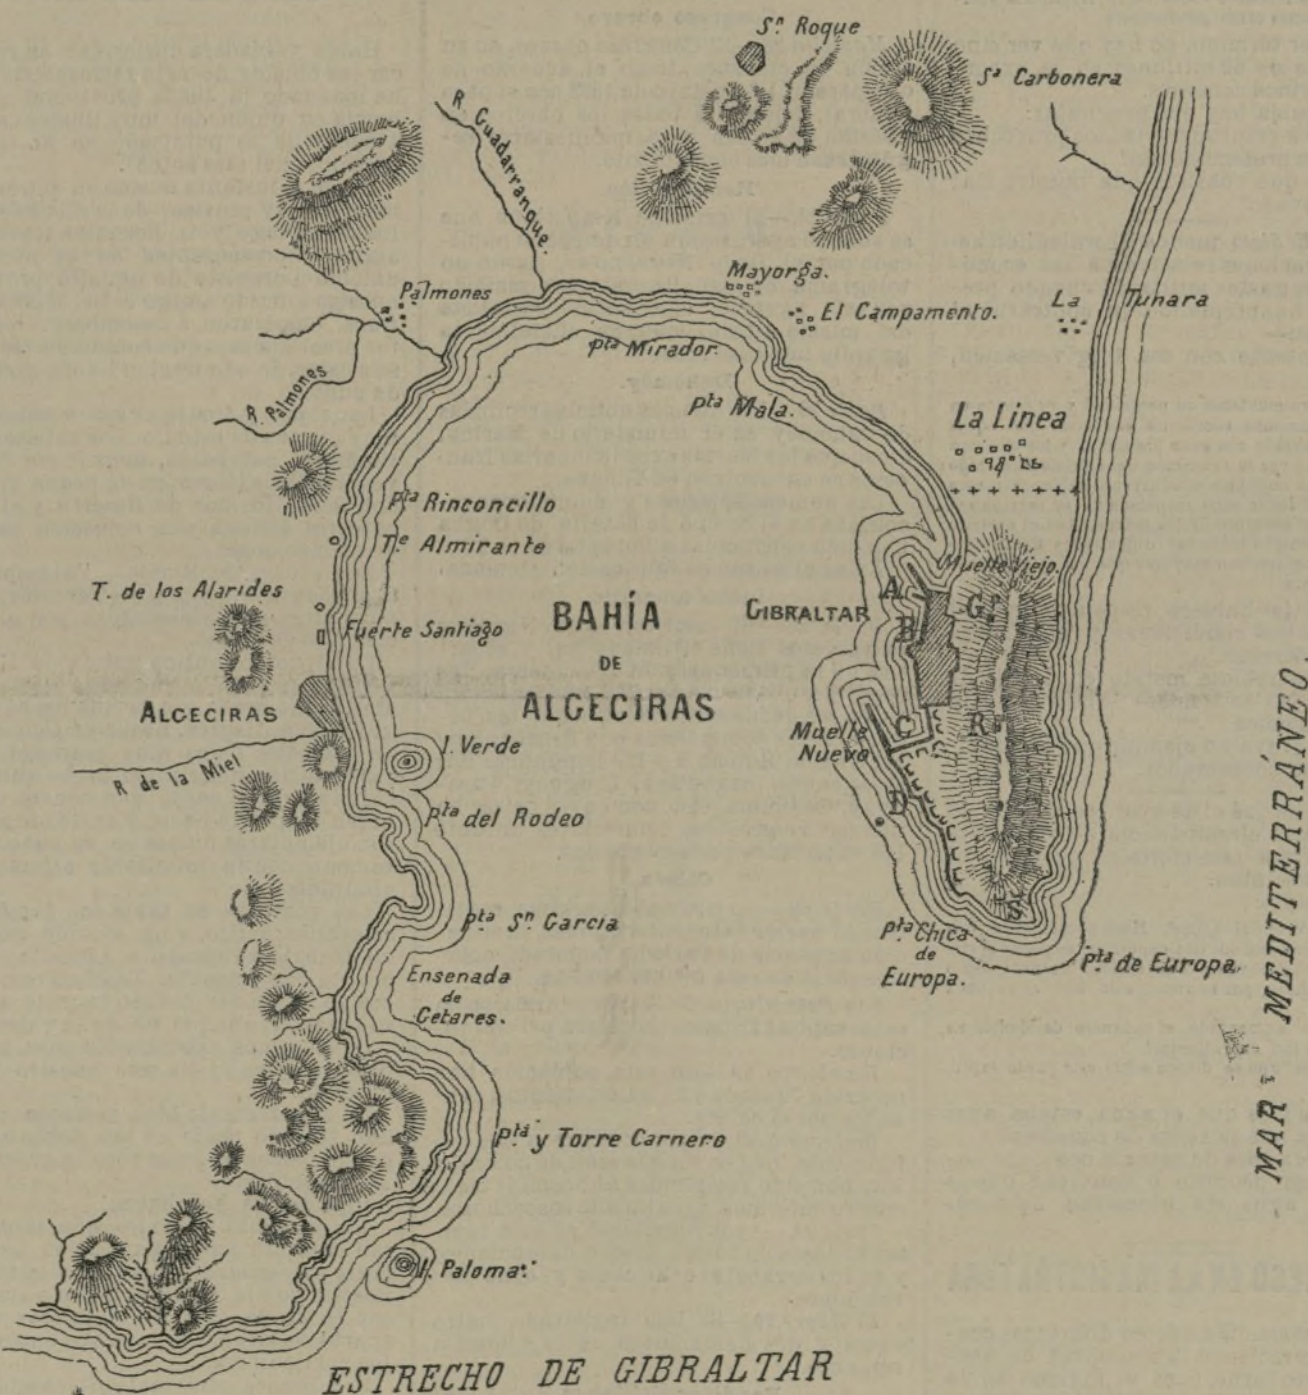 Sⁿ. Roque
Sª Carbonera
R. Guadarranque.
Mayorga.
Palmones
El Campamento.
La Tunara
Pta Mirador.
R. Palmones
Pta Mala.
La Linea
Pta Rinconcillo
Tᵉ Almirante
Muelle Viejo.
T. de los Alarides
A.
GIBRALTAR
Gⁿ
BAHÍA
B
Fuerte Santiago
DE
ALGECIRAS
ALGECIRAS
C
Rˢ
Muelle
Nuevo.
I. Verde
R de la Miel
D
Pta del Rodeo
S
Pta Sⁿ Garcia
Pta Chica
de
Europa.
Pta de Europa.
Ensenada
de
Getares.
MAR MEDITERRÁNEO.
Pta y Torre Carnero
I. Paloma
ESTRECHO DE GIBRALTAR